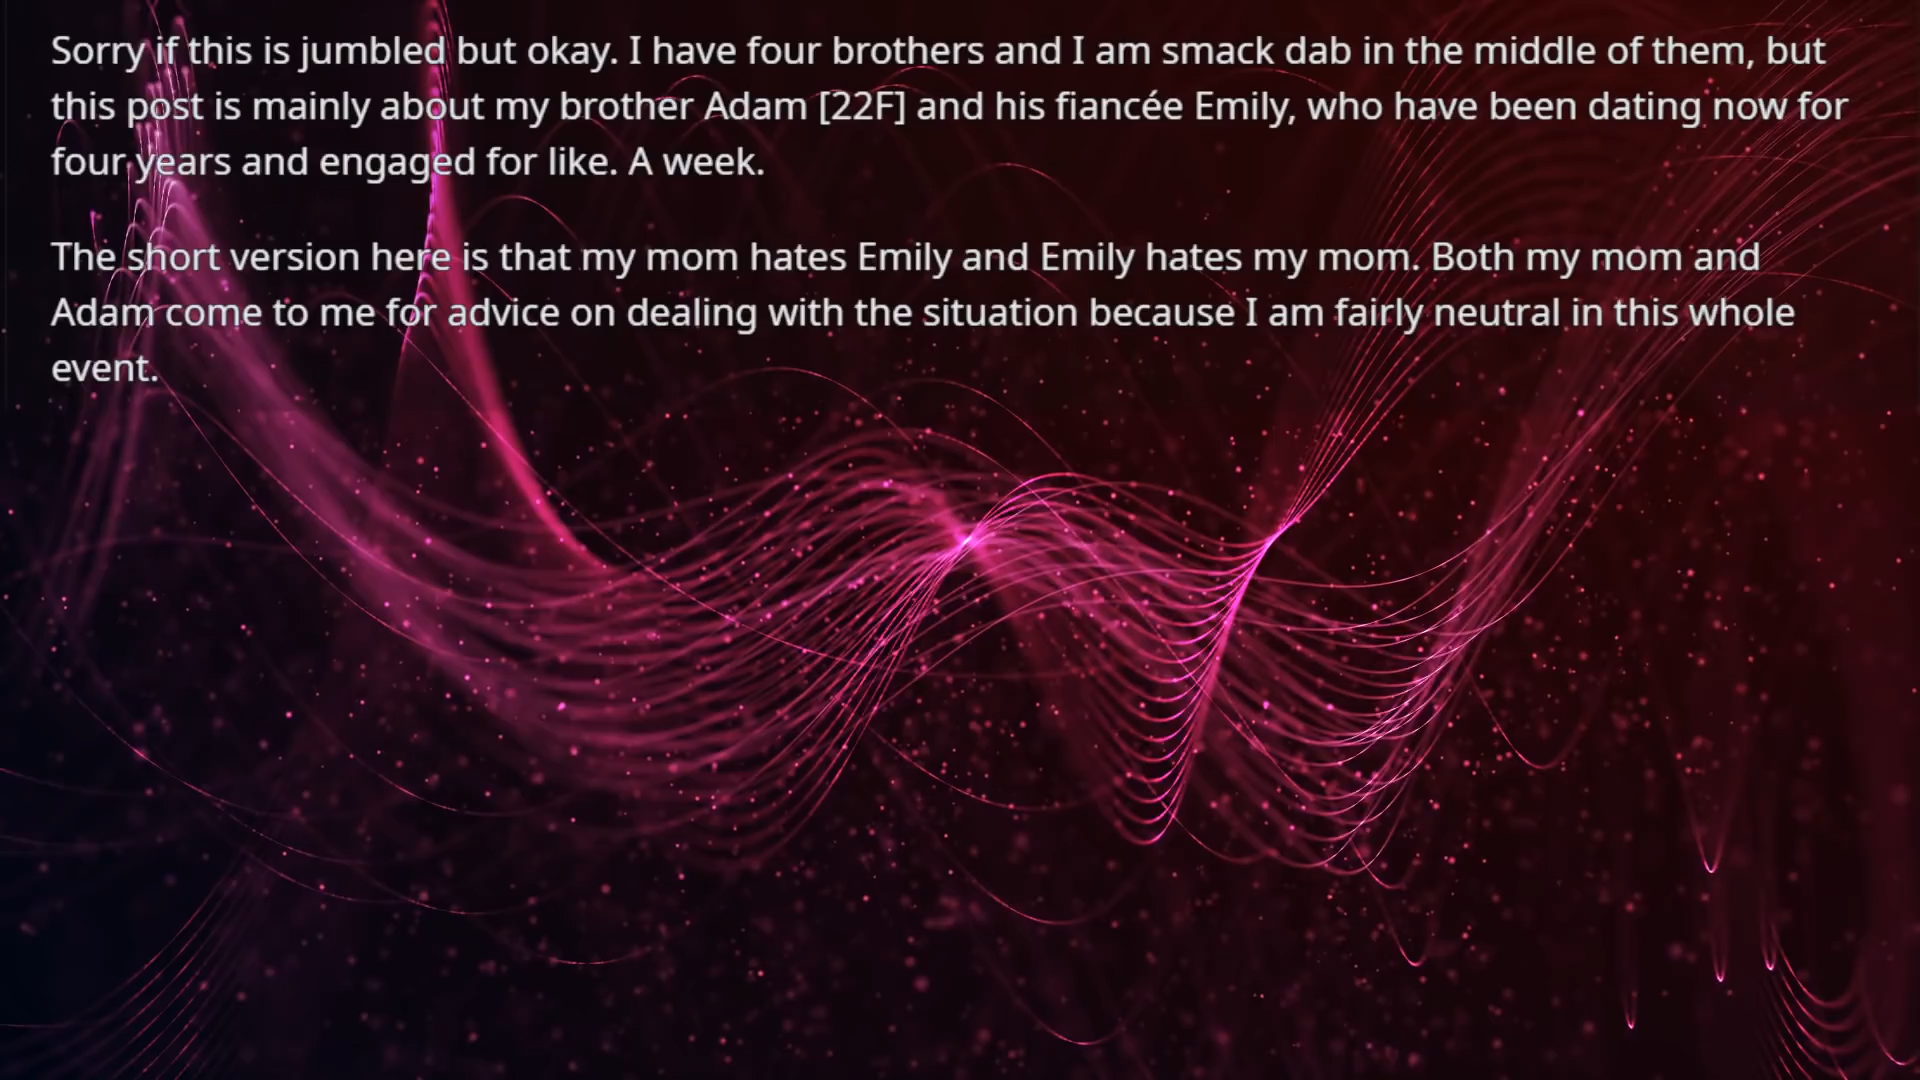 Sorry if this is jumbled but okay. I have four brothers and I am smack dab in the middle of them, but
this post is mainly about my brother Adam [22F] and his fiancée Emily, who have been dating now for
four years and engaged for like. A week.
The short version here is that my mom hates Emily and Emily hates my mom. Both my mom and
Adam come to me for advice on dealing with the situation because I am fairly neutral in this whole
event.